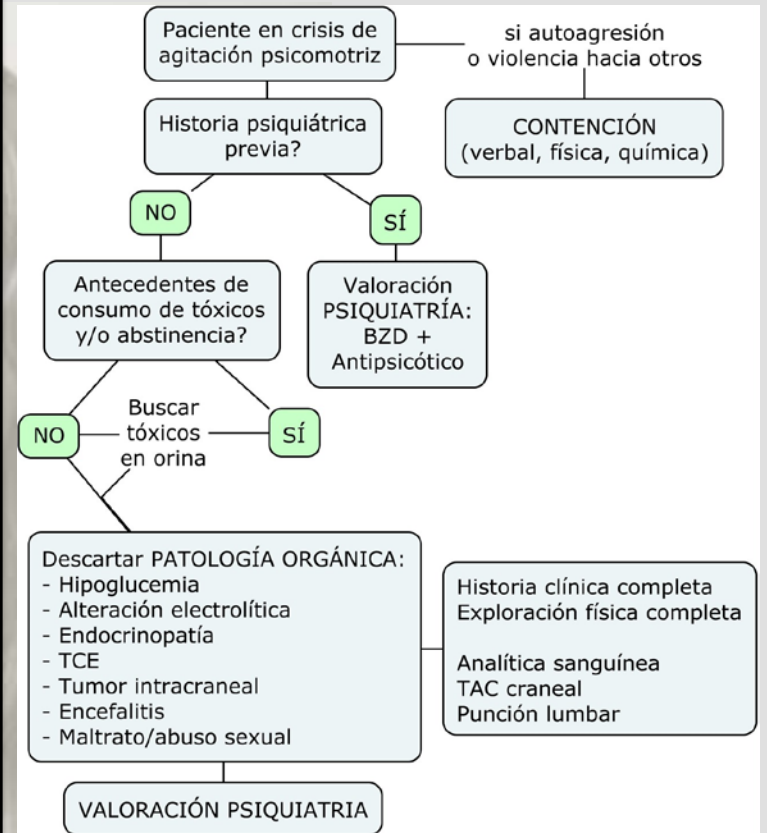 Paciente en crisis de
agitación psicomotriz
si autoagresión
o violencia hacia otros
Historia psiquiátrica
previa?
CONTENCIÓN
(verbal, física, química)
NO
SÍ
Antecedentes de
consumo de tóxicos
y/o abstinencia?
Valoración
PSIQUIATRÍA:
BZD +
Antipsicótico
NO
Buscar
tóxicos
en orina
SÍ
Descartar PATOLOGÍA ORGÁNICA:
- Hipoglucemia
- Alteración electrolítica
- Endocrinopatía
- TCE
- Tumor intracraneal
- Encefalitis
- Maltrato/abuso sexual
Historia clínica completa
Exploración física completa
Analítica sanguínea
TAC craneal
Punción lumbar
VALORACIÓN PSIQUIATRIA